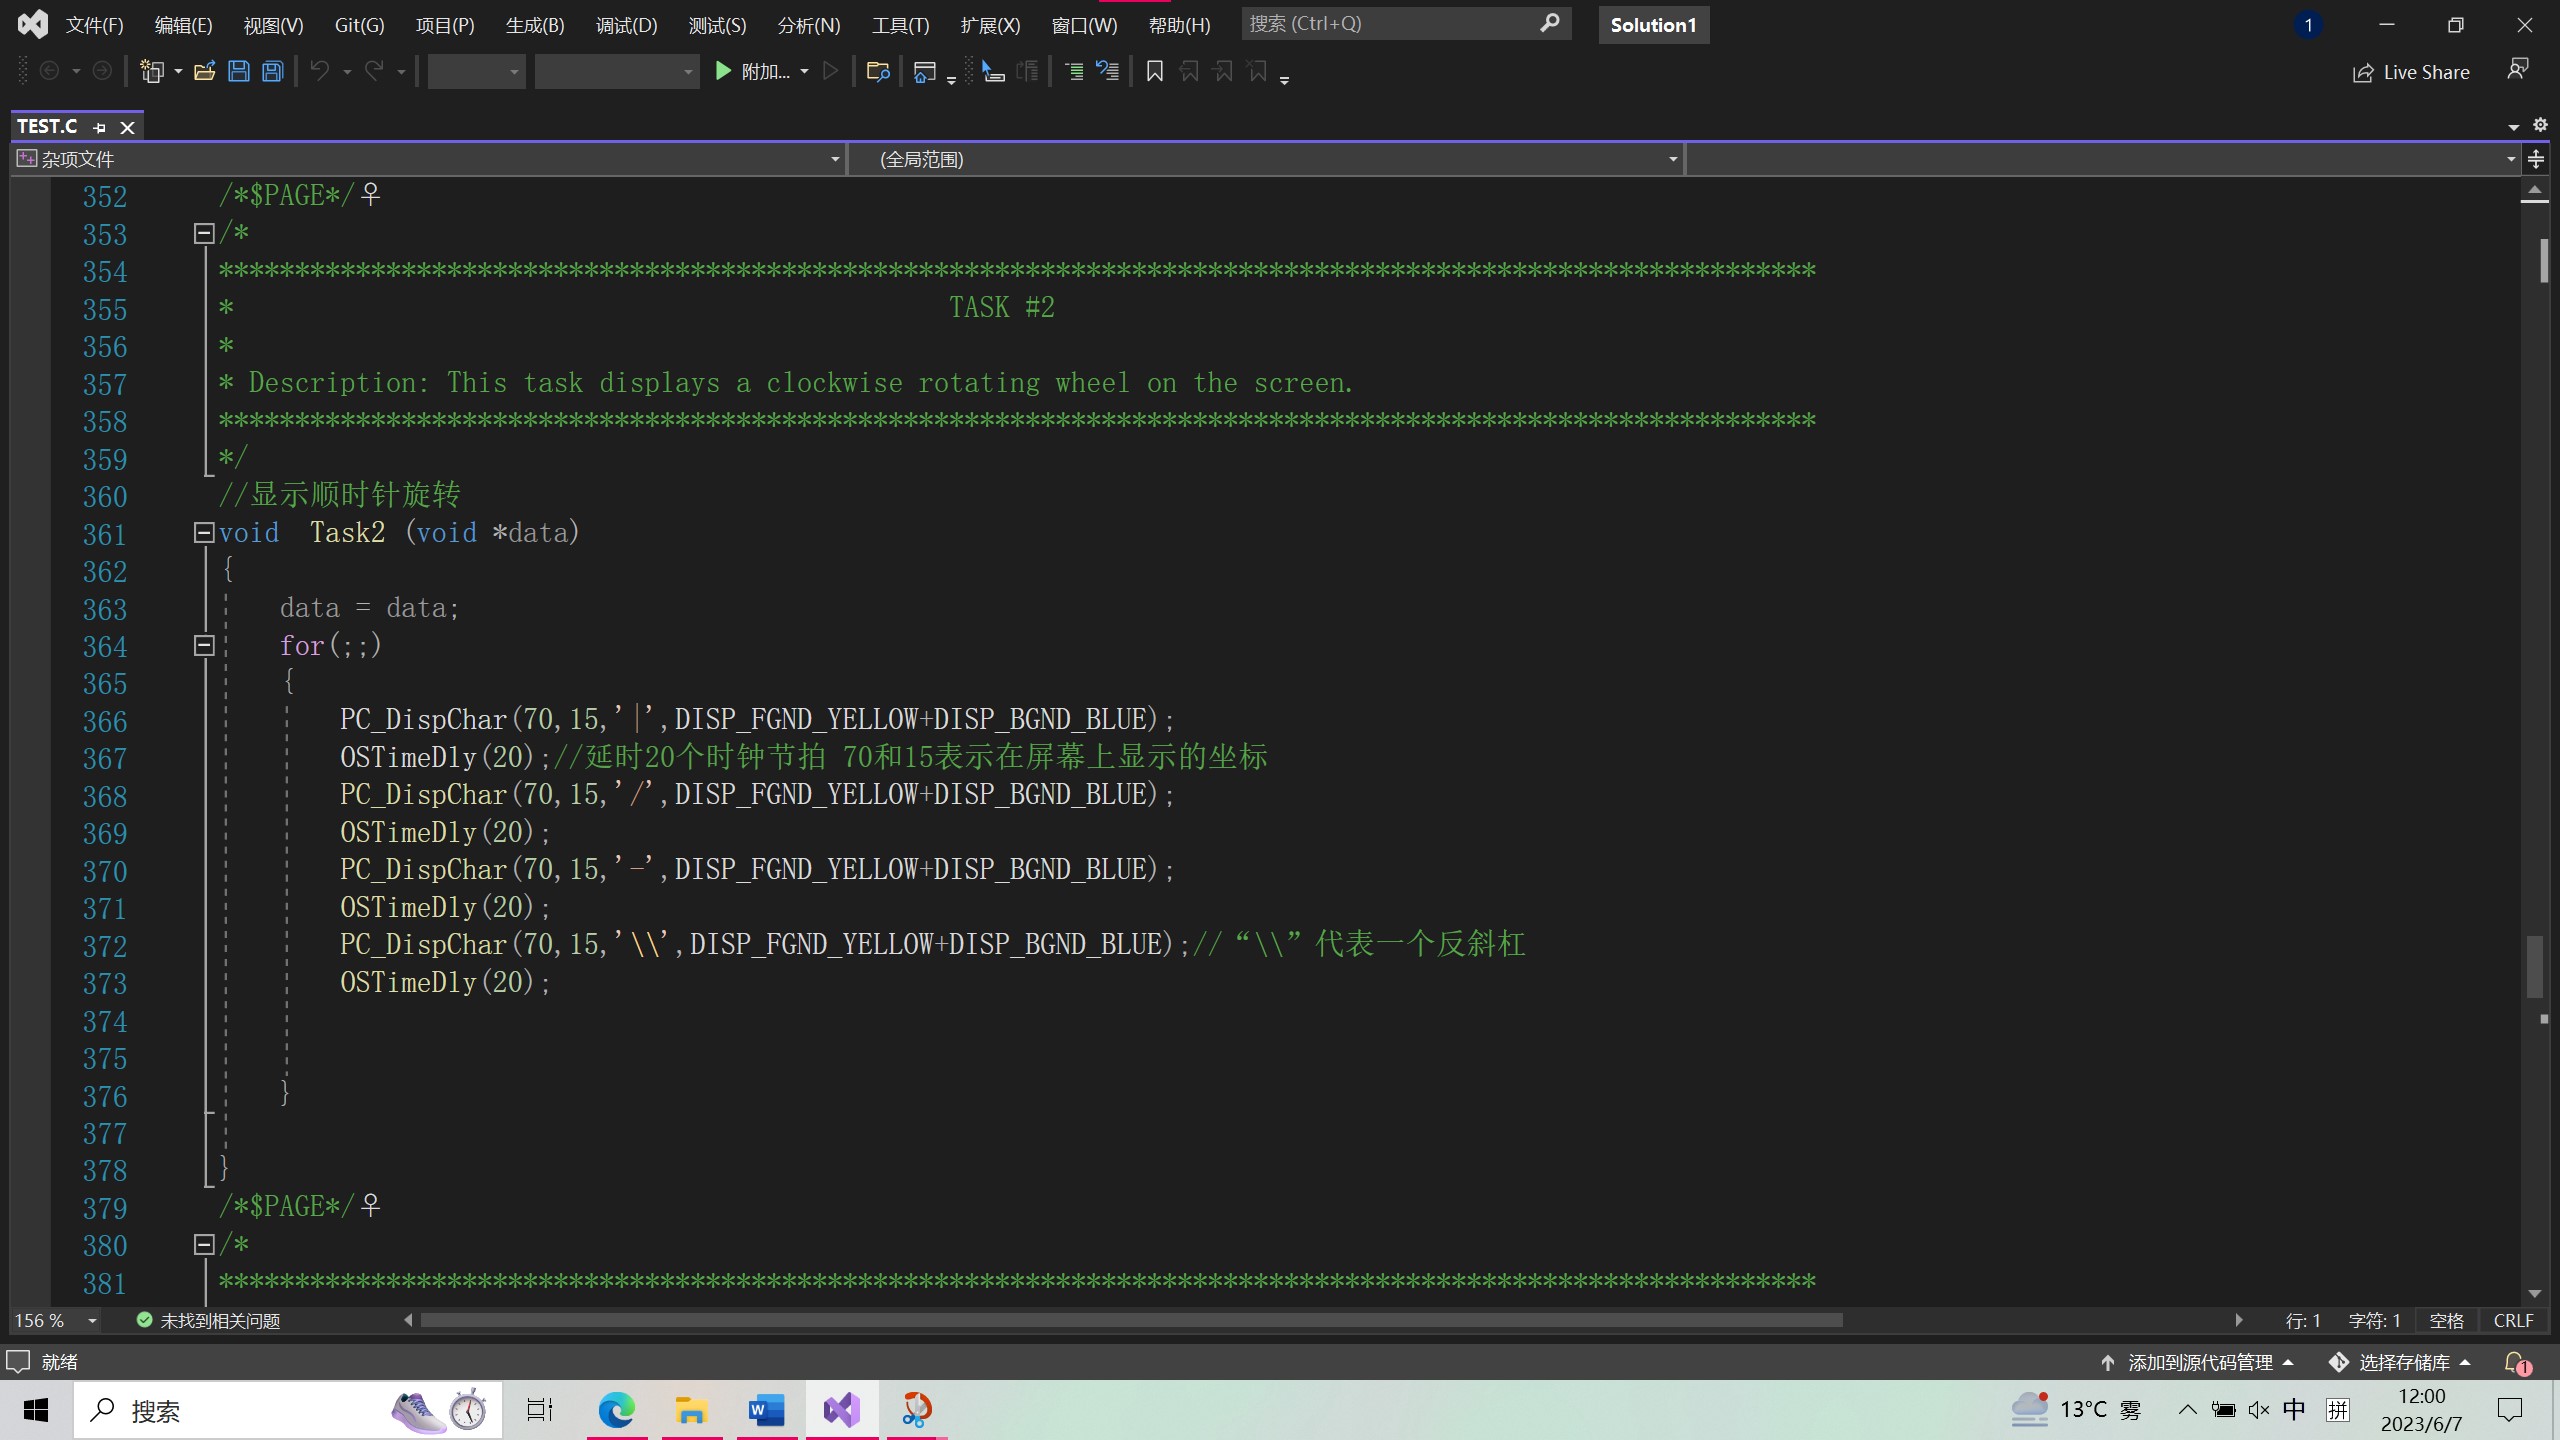 文件(F) 编辑(E) 视图(V) Git(G) 项目(P) 生成(B) 调试(D) 测试(S) 分析(N) 工具(T) 扩展(X) 窗口(W) 帮助(H) 搜索 (Ctrl+Q) Solution1 1
附加... Live Share
TEST.C
杂项文件 (全局范围)
352 /*$PAGE*/♀
353 /*
354 *********************************************************************************************************
355 * TASK #2
356 *
357 * Description: This task displays a clockwise rotating wheel on the screen.
358 *********************************************************************************************************
359 */
360 //显示顺时针旋转
361 void  Task2 (void *data)
362 {
363 data = data;
364 for(;;)
365 {
366 PC_DispChar(70,15,'|',DISP_FGND_YELLOW+DISP_BGND_BLUE);
367 OSTimeDly(20);//延时20个时钟节拍 70和15表示在屏幕上显示的坐标
368 PC_DispChar(70,15,'/',DISP_FGND_YELLOW+DISP_BGND_BLUE);
369 OSTimeDly(20);
370 PC_DispChar(70,15,'-',DISP_FGND_YELLOW+DISP_BGND_BLUE);
371 OSTimeDly(20);
372 PC_DispChar(70,15,'\\',DISP_FGND_YELLOW+DISP_BGND_BLUE);//“\\”代表一个反斜杠
373 OSTimeDly(20);
374
375
376 }
377
378 }
379 /*$PAGE*/♀
380 /*
381 *********************************************************************************************************
156 % 未找到相关问题 行: 1 字符: 1 空格 CRLF
就绪 添加到源代码管理 选择存储库 1
搜索 13°C 雾 中 拼 12:00
2023/6/7